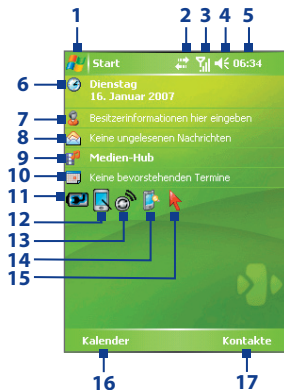 1 2 3 4 5
Start 06:34
6 Dienstag
16. Januar 2007
7 Besitzerinformationen hier eingeben
8 Keine ungelesenen Nachrichten
9 Medien-Hub
10 Keine bevorstehenden Termine
11
12
13
14
15
Kalender Kontakte
16 17